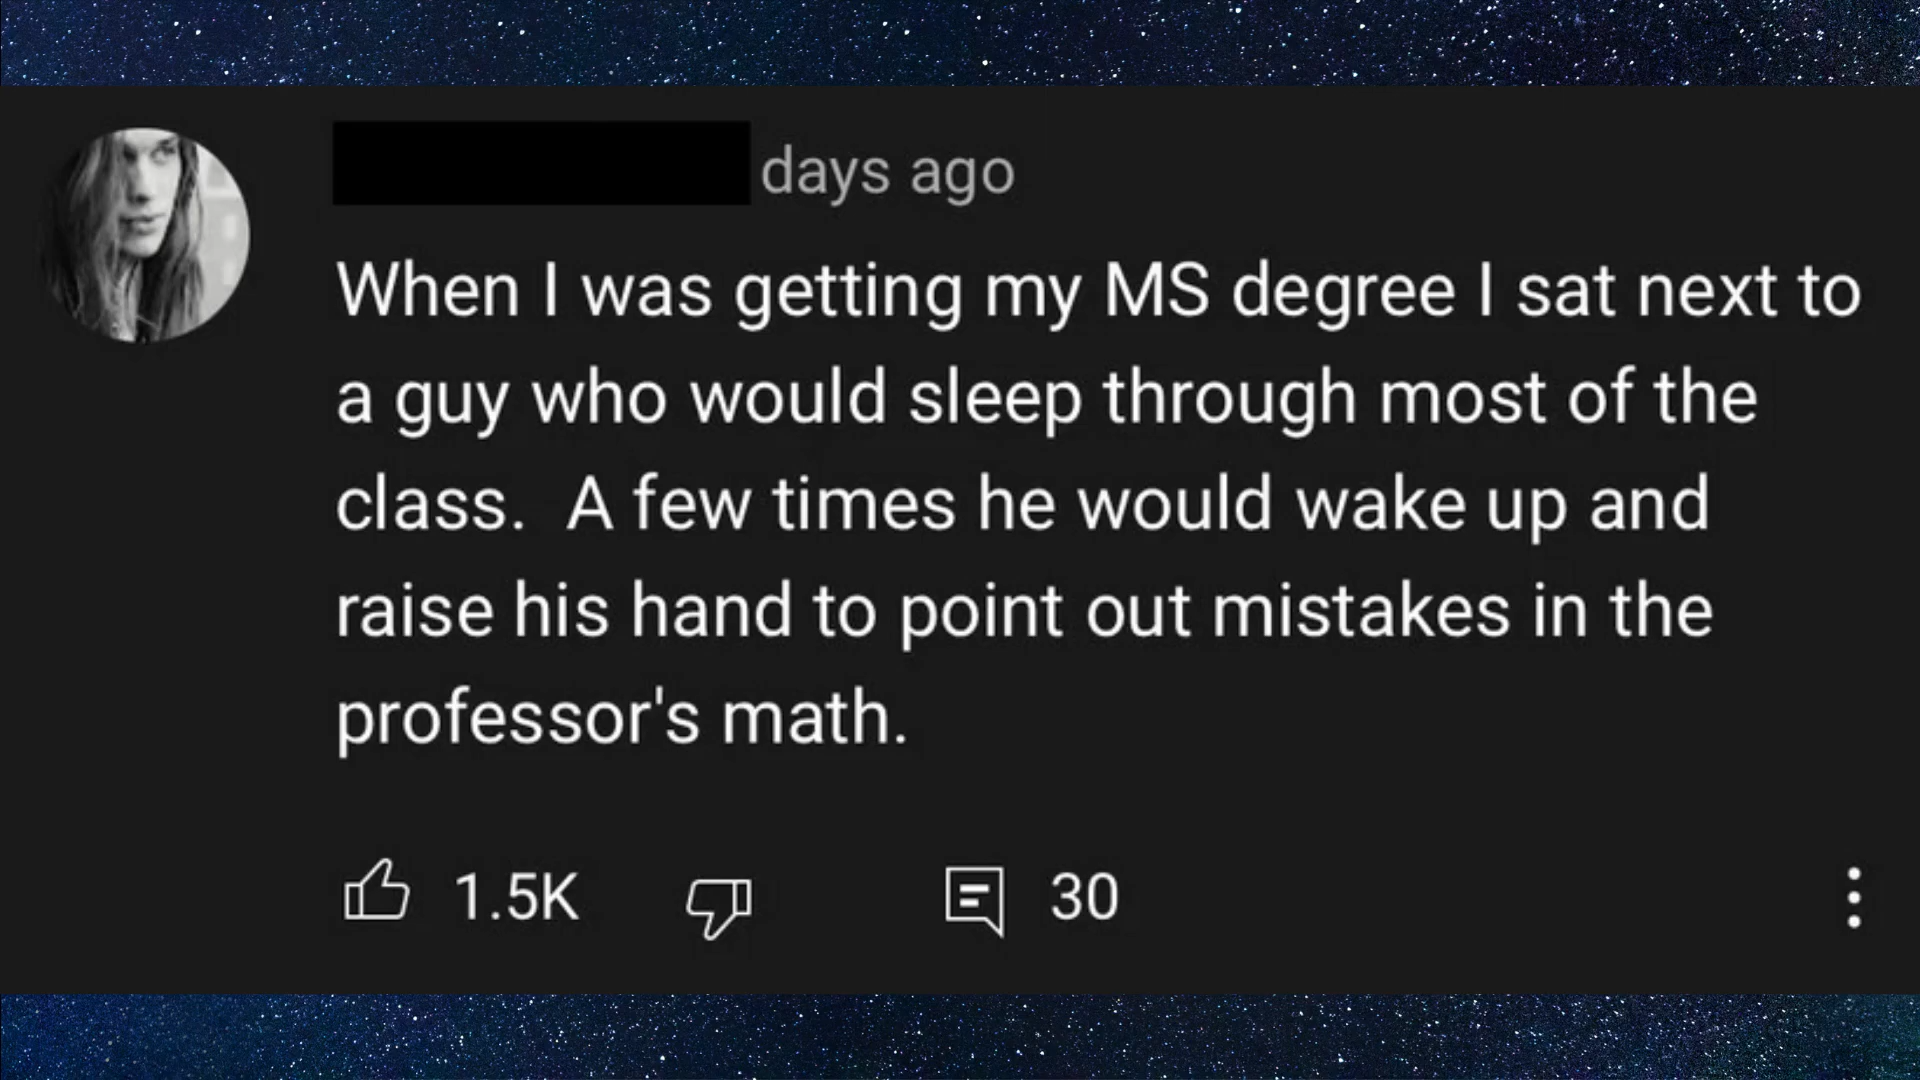 days ago
When I was getting my MS degree I sat next to
a guy who would sleep through most of the
class.  A few times he would wake up and
raise his hand to point out mistakes in the
professor's math.
1.5K 30